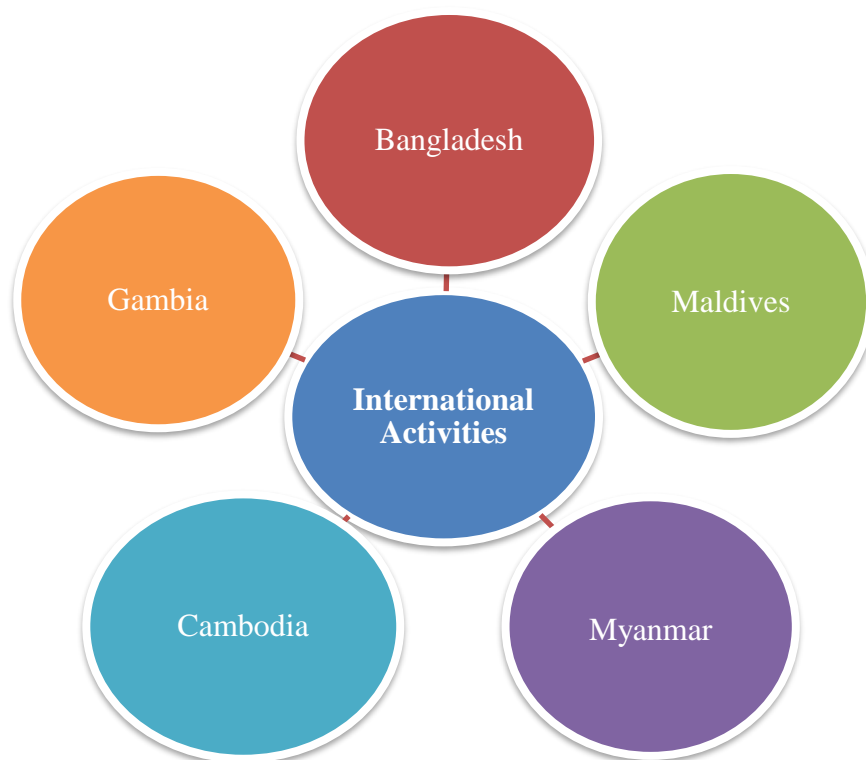 Bangladesh
Gambia
Maldives
International
Activities
Cambodia
Myanmar